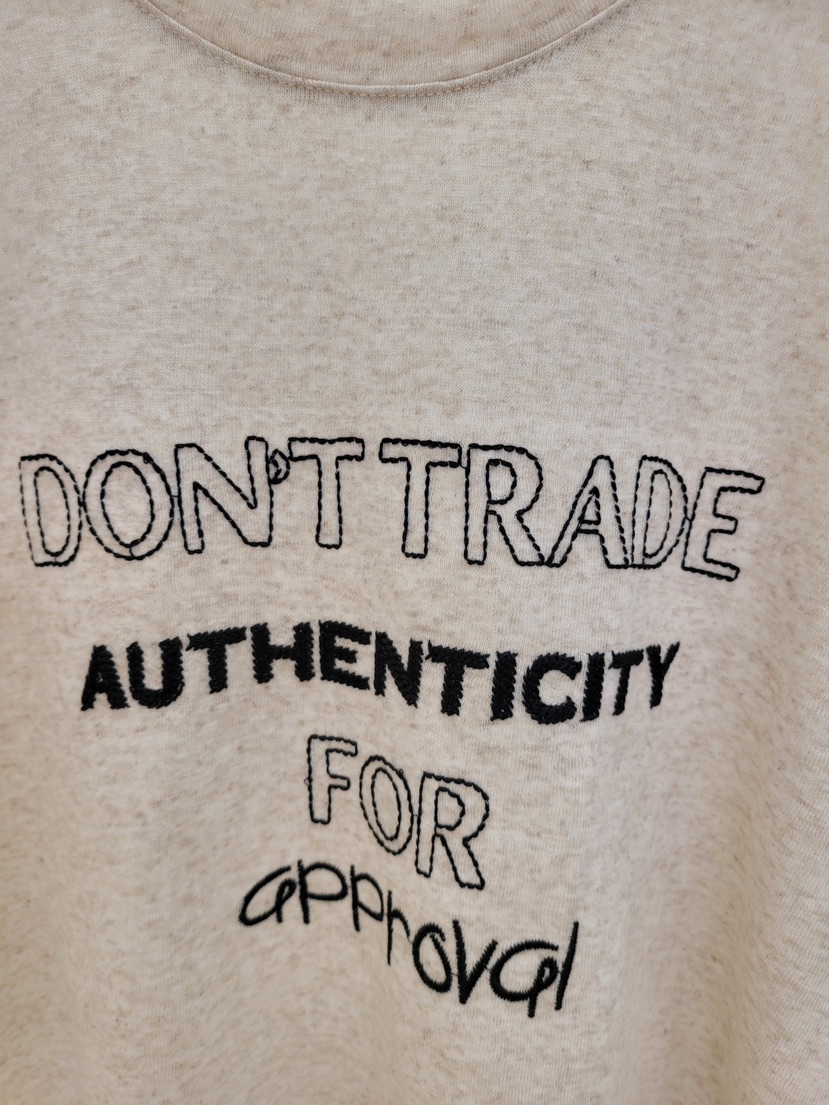 DON'T TRADE
AUTHENTICITY
FOR
approval